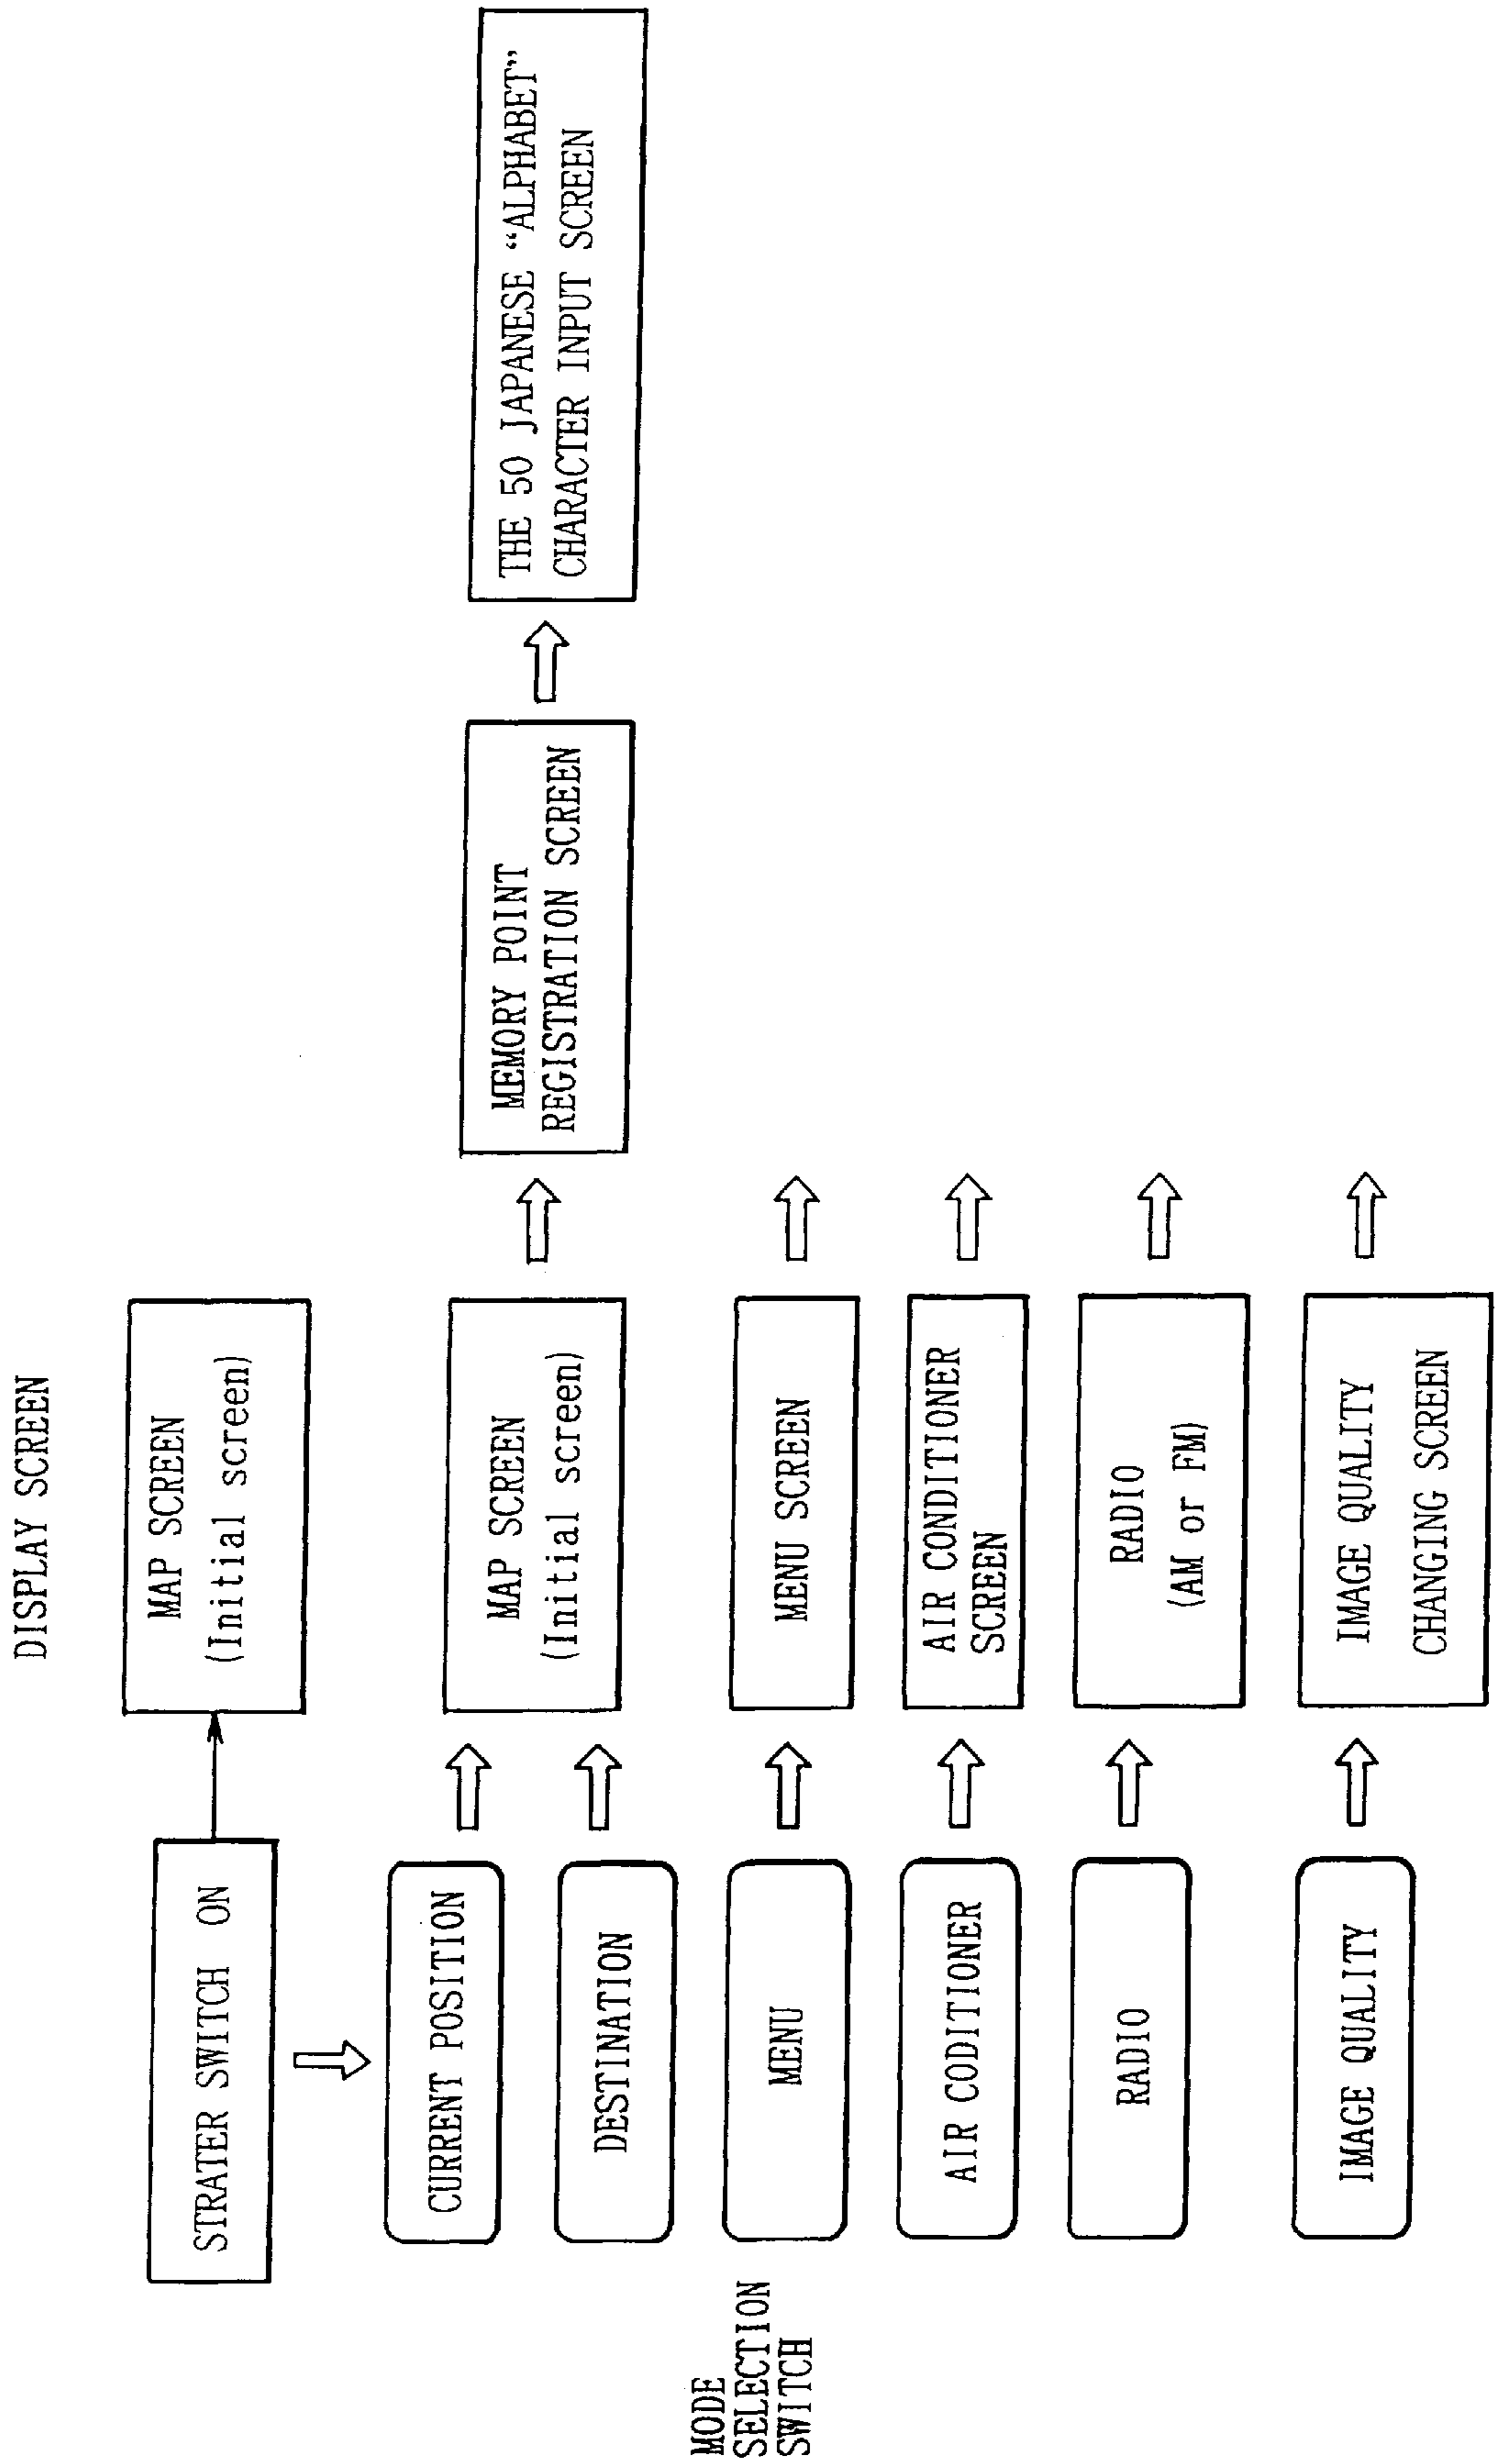 DISPLAY SCREEN
STRATER SWITCH ON
MAP SCREEN
(Initial screen)
MODE
SELECTION
SWITCH
CURRENT POSITION
DESTINATION
MAP SCREEN
(Initial screen)
MEMORY POINT
REGISTRATION SCREEN
THE 50 JAPANESE “ALPHABET”
CHARACTER INPUT SCREEN
MENU
MENU SCREEN
AIR CODITIONER
AIR CONDITIONER
SCREEN
RADIO
RADIO
(AM or FM)
IMAGE QUALITY
IMAGE QUALITY
CHANGING SCREEN